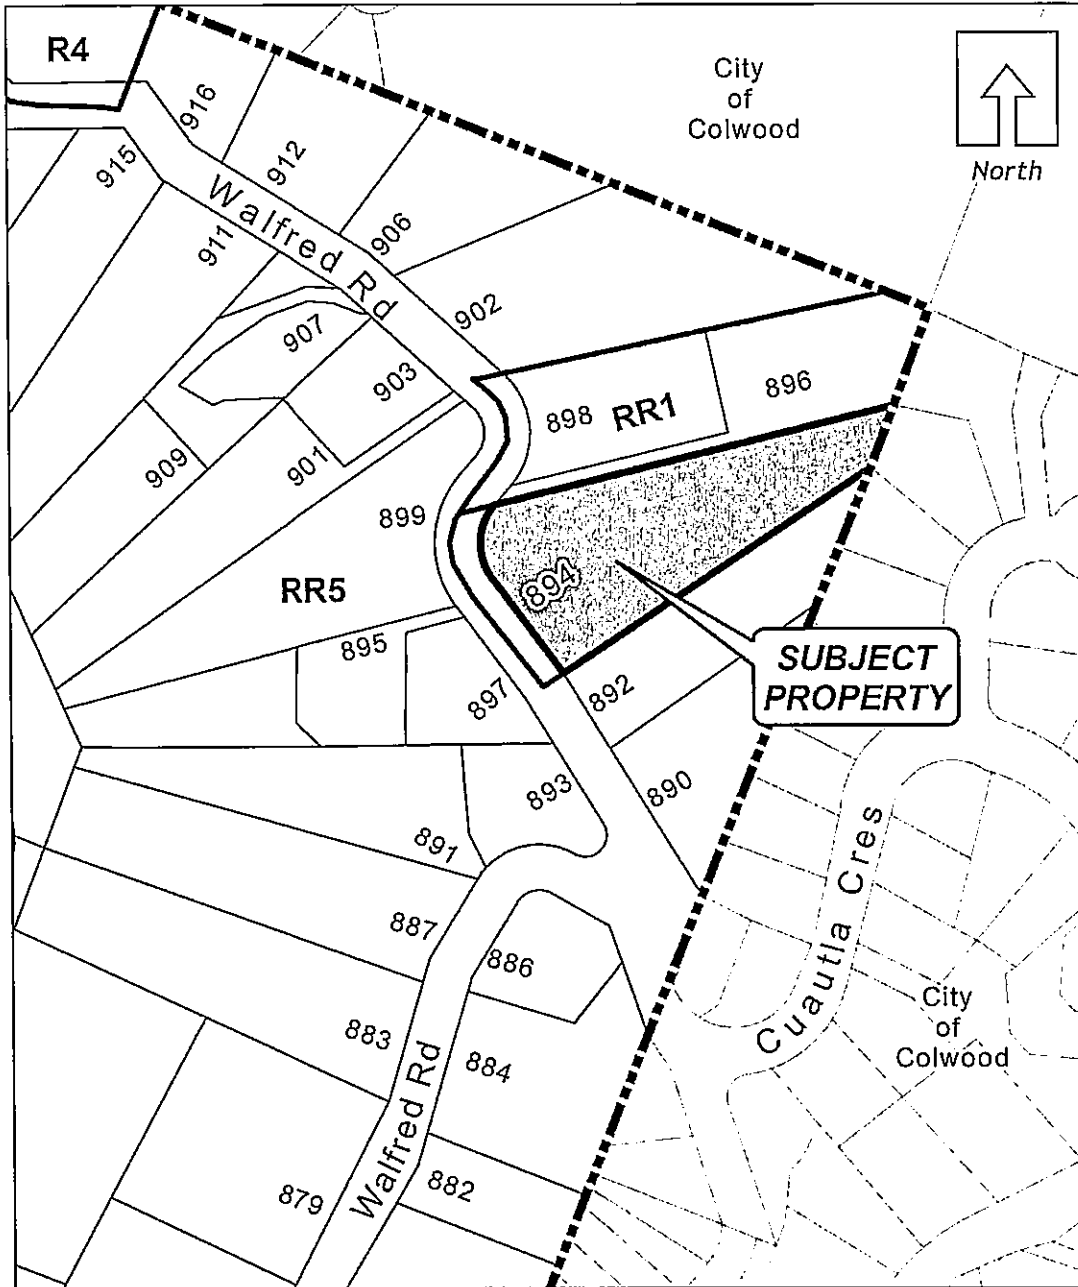 R4
City
of
Colwood
North
916
915
912
Walfred Rd
911
906
902
907
903
896
898
RR1
909
901
899
894
RR5
895
SUBJECT
PROPERTY
897
892
893
890
891
887
886
Cuautla Cres
City
of
Colwood
883
884
Walfred Rd
882
879